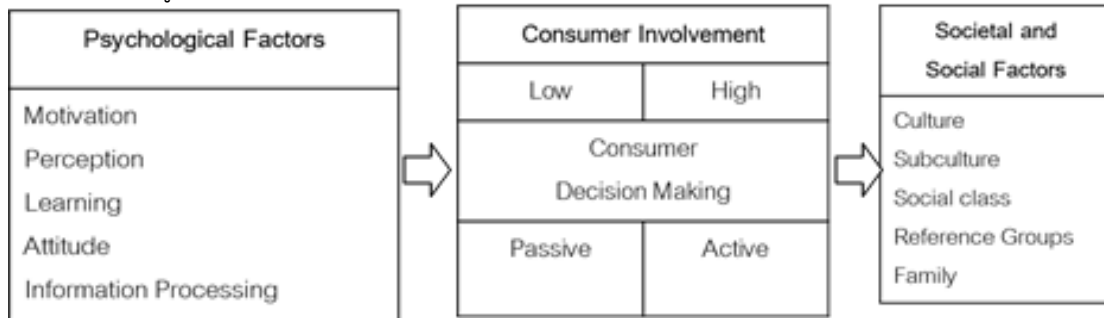 Psychological Factors
Motivation
Perception
Learning
Attitude
Information Processing
Consumer Involvement
Low
High
Consumer
Decision Making
Passive
Active
Societal and
Social Factors
Culture
Subculture
Social class
Reference Groups
Family